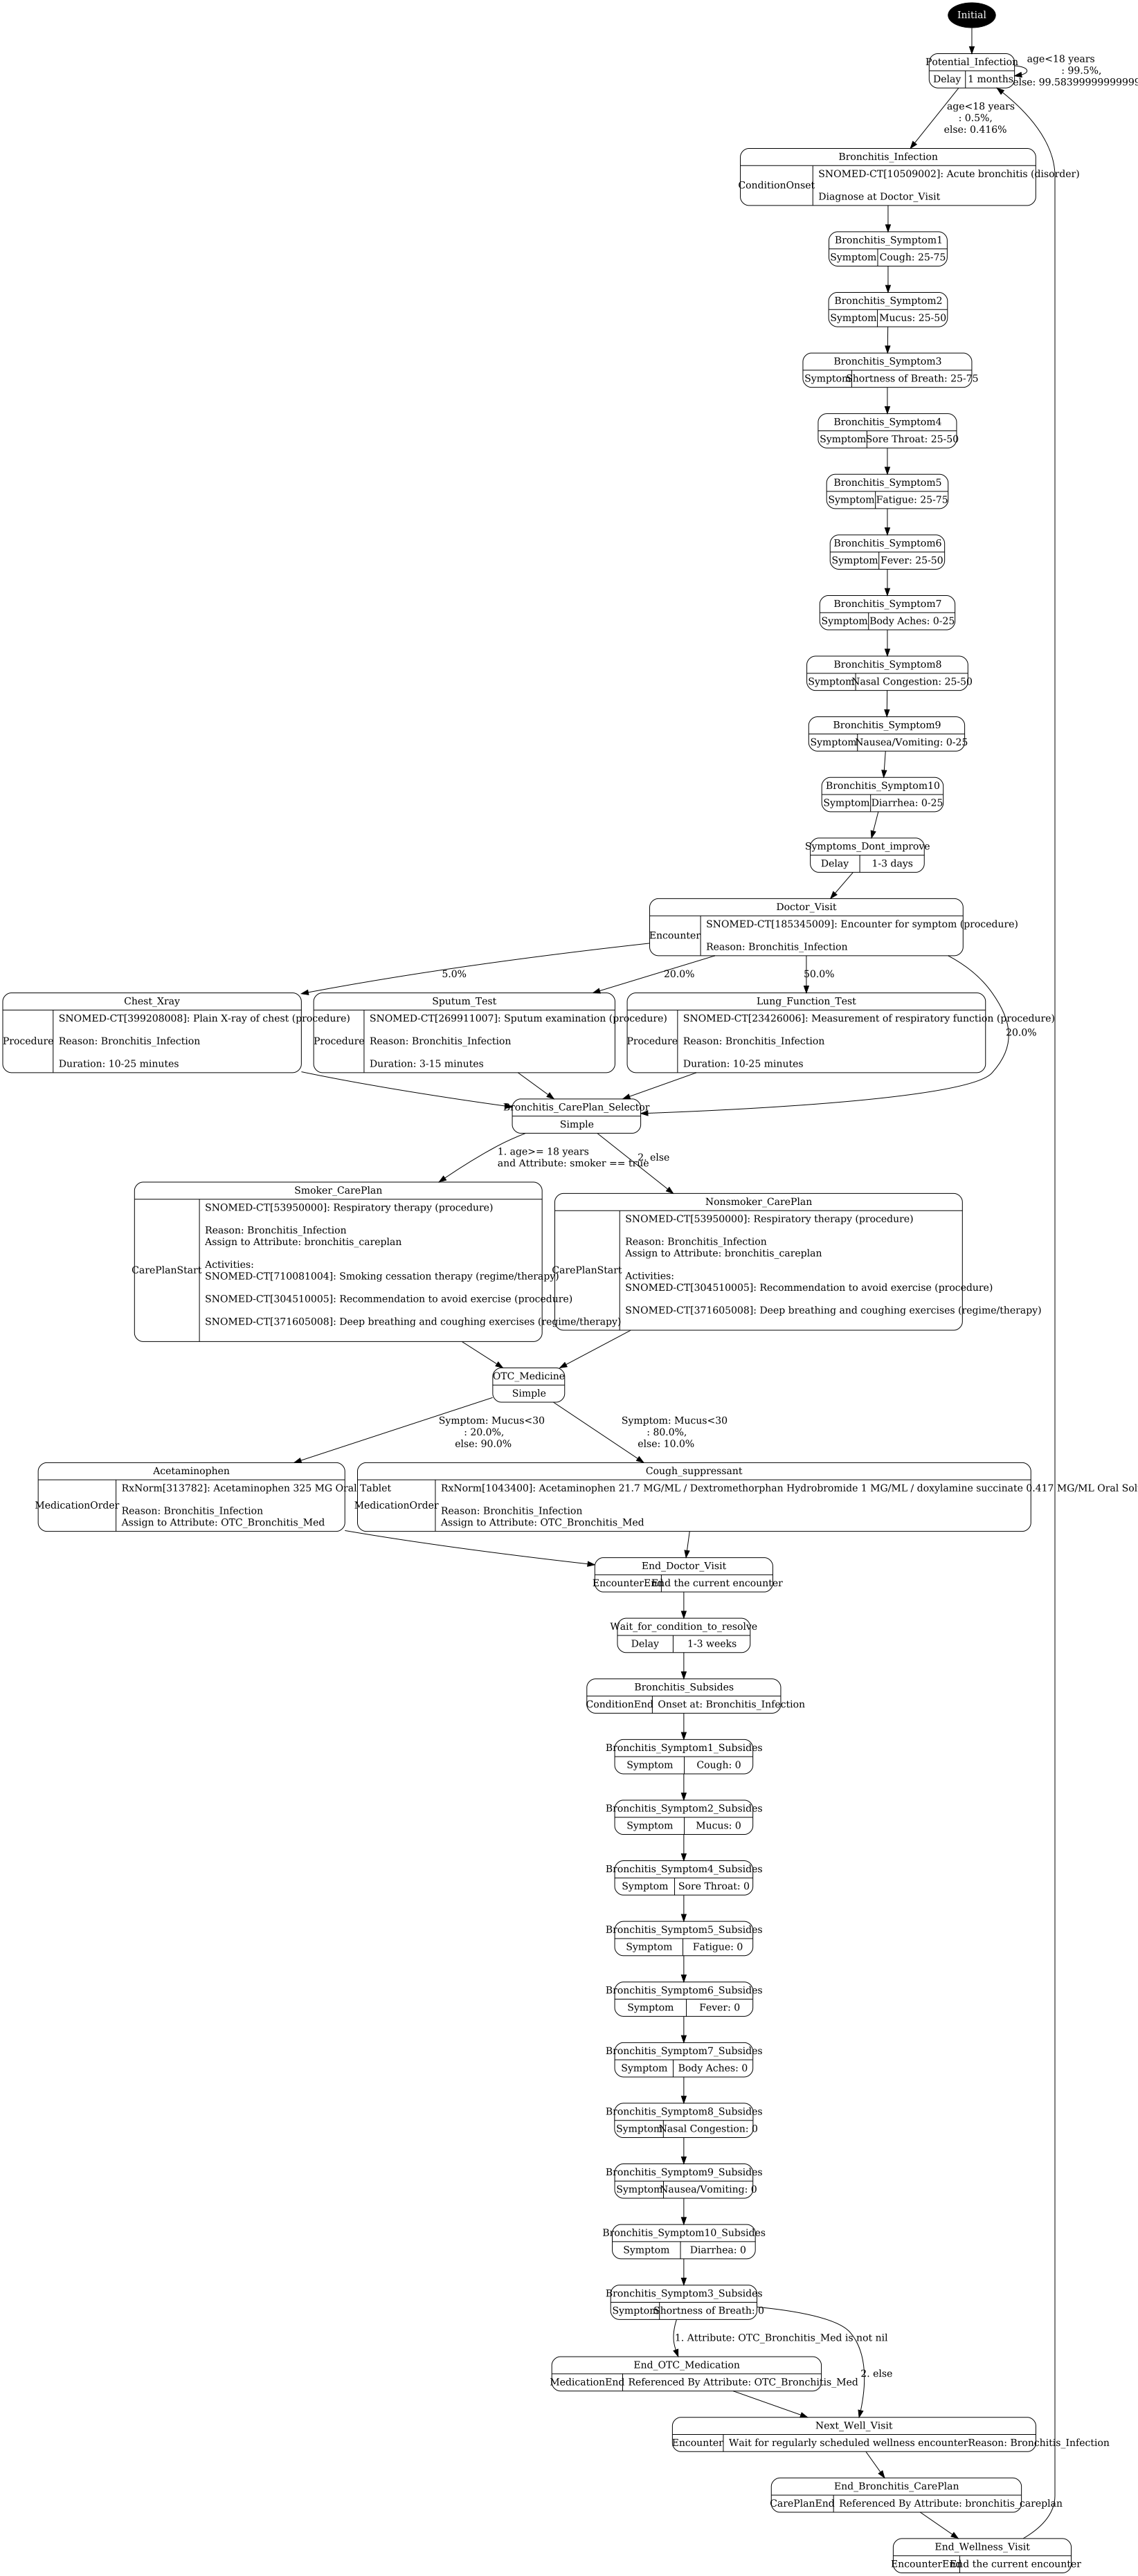 Initial
Potential_Infection
Delay
1 months
age<18 years
: 99.5%,
else: 99.58399999999999
age<18 years
: 0.5%,
else: 0.416%
Bronchitis_Infection
ConditionOnset
SNOMED-CT[10509002]: Acute bronchitis (disorder)
Diagnose at Doctor_Visit
Bronchitis_Symptom1
Symptom
Cough: 25-75
Bronchitis_Symptom2
Symptom
Mucus: 25-50
Bronchitis_Symptom3
Symptom
Shortness of Breath: 25-75
Bronchitis_Symptom4
Symptom
Sore Throat: 25-50
Bronchitis_Symptom5
Symptom
Fatigue: 25-75
Bronchitis_Symptom6
Symptom
Fever: 25-50
Bronchitis_Symptom7
Symptom
Body Aches: 0-25
Bronchitis_Symptom8
Symptom
Nasal Congestion: 25-50
Bronchitis_Symptom9
Symptom
Nausea/Vomiting: 0-25
Bronchitis_Symptom10
Symptom
Diarrhea: 0-25
Symptoms_Dont_improve
Delay
1-3 days
Doctor_Visit
Encounter
SNOMED-CT[185345009]: Encounter for symptom (procedure)
Reason: Bronchitis_Infection
5.0%
20.0%
50.0%
20.0%
Chest_Xray
Procedure
SNOMED-CT[399208008]: Plain X-ray of chest (procedure)
Reason: Bronchitis_Infection
Duration: 10-25 minutes
Sputum_Test
Procedure
SNOMED-CT[269911007]: Sputum examination (procedure)
Reason: Bronchitis_Infection
Duration: 3-15 minutes
Lung_Function_Test
Procedure
SNOMED-CT[23426006]: Measurement of respiratory function (procedure)
Reason: Bronchitis_Infection
Duration: 10-25 minutes
Bronchitis_CarePlan_Selector
Simple
1. age>= 18 years
and Attribute: smoker == true
2. else
Smoker_CarePlan
CarePlanStart
SNOMED-CT[53950000]: Respiratory therapy (procedure)
Reason: Bronchitis_Infection
Assign to Attribute: bronchitis_careplan
Activities:
SNOMED-CT[710081004]: Smoking cessation therapy (regime/therapy)
SNOMED-CT[304510005]: Recommendation to avoid exercise (procedure)
SNOMED-CT[371605008]: Deep breathing and coughing exercises (regime/therapy)
Nonsmoker_CarePlan
CarePlanStart
SNOMED-CT[53950000]: Respiratory therapy (procedure)
Reason: Bronchitis_Infection
Assign to Attribute: bronchitis_careplan
Activities:
SNOMED-CT[304510005]: Recommendation to avoid exercise (procedure)
SNOMED-CT[371605008]: Deep breathing and coughing exercises (regime/therapy)
OTC_Medicine
Simple
Symptom: Mucus<30
: 20.0%,
else: 90.0%
Symptom: Mucus<30
: 80.0%,
else: 10.0%
Acetaminophen
MedicationOrder
RxNorm[313782]: Acetaminophen 325 MG Oral Tablet
Reason: Bronchitis_Infection
Assign to Attribute: OTC_Bronchitis_Med
Cough_suppressant
MedicationOrder
RxNorm[1043400]: Acetaminophen 21.7 MG/ML / Dextromethorphan Hydrobromide 1 MG/ML / doxylamine succinate 0.417 MG/ML Oral Sol
Reason: Bronchitis_Infection
Assign to Attribute: OTC_Bronchitis_Med
End_Doctor_Visit
EncounterEnd
End the current encounter
Wait_for_condition_to_resolve
Delay
1-3 weeks
Bronchitis_Subsides
ConditionEnd
Onset at: Bronchitis_Infection
Bronchitis_Symptom1_Subsides
Symptom
Cough: 0
Bronchitis_Symptom2_Subsides
Symptom
Mucus: 0
Bronchitis_Symptom4_Subsides
Symptom
Sore Throat: 0
Bronchitis_Symptom5_Subsides
Symptom
Fatigue: 0
Bronchitis_Symptom6_Subsides
Symptom
Fever: 0
Bronchitis_Symptom7_Subsides
Symptom
Body Aches: 0
Bronchitis_Symptom8_Subsides
Symptom
Nasal Congestion: 0
Bronchitis_Symptom9_Subsides
Symptom
Nausea/Vomiting: 0
Bronchitis_Symptom10_Subsides
Symptom
Diarrhea: 0
Bronchitis_Symptom3_Subsides
Symptom
Shortness of Breath: 0
1. Attribute: OTC_Bronchitis_Med is not nil
2. else
End_OTC_Medication
MedicationEnd
Referenced By Attribute: OTC_Bronchitis_Med
Next_Well_Visit
Encounter
Wait for regularly scheduled wellness encounterReason: Bronchitis_Infection
End_Bronchitis_CarePlan
CarePlanEnd
Referenced By Attribute: bronchitis_careplan
End_Wellness_Visit
EncounterEnd
End the current encounter